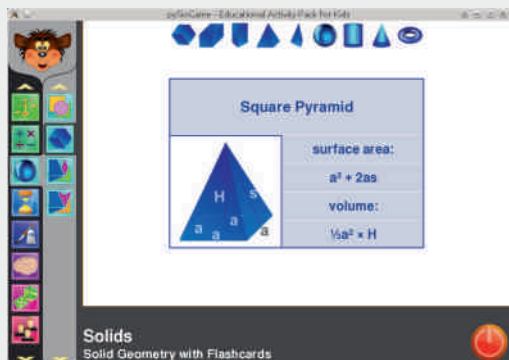 pySioGame - Educational Activity Pack for Kids
Square Pyramid
surface area:
a² + 2as
volume:
⅓a² × H
H
s
a
a
a
a
Solids
Solid Geometry with Flashcards